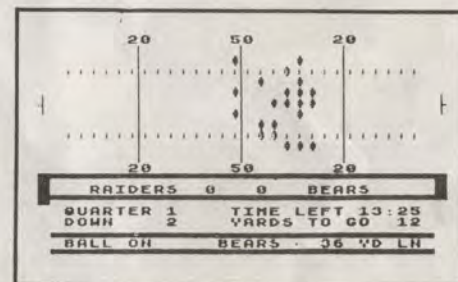 20 50 20
20 50 20
RAIDERS 0 0 BEARS
QUARTER 1 TIME LEFT 13:25
DOWN 2 YARDS TO GO 12
BALL ON BEARS · 36 YD LN